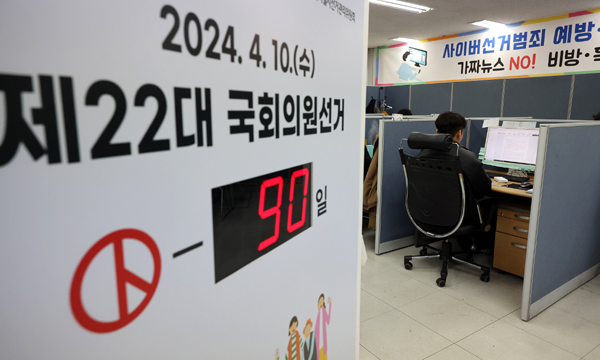 2024. 4. 10.(수)
제22대 국회의원선거
- 90 일
사이버선거범죄 예방·
가짜뉴스 NO! 비방·